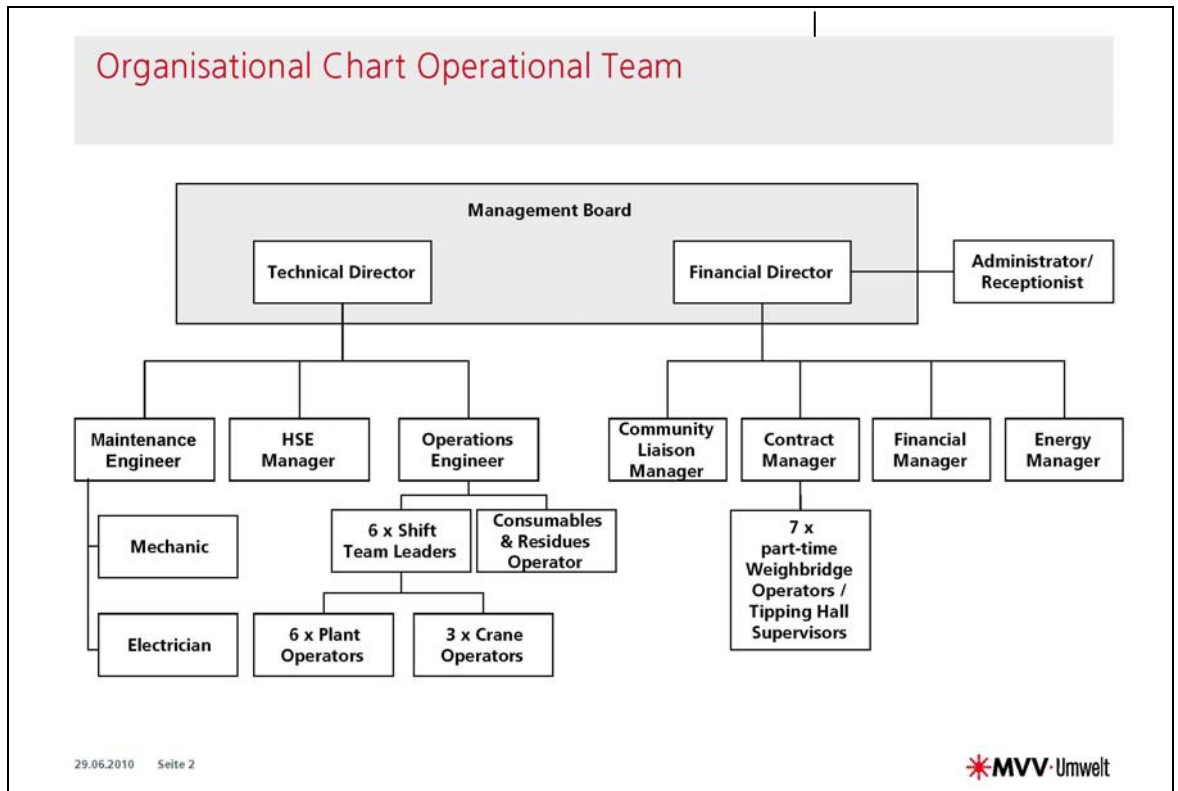 Organisational Chart Operational Team
Management Board
Technical Director
Financial Director
Administrator/
Receptionist
Maintenance
Engineer
HSE
Manager
Operations
Engineer
Community
Liaison
Manager
Contract
Manager
Financial
Manager
Energy
Manager
Mechanic
6 x Shift
Team Leaders
Consumables
& Residues
Operator
7 x
part-time
Weighbridge
Operators /
Tipping Hall
Supervisors
Electrician
6 x Plant
Operators
3 x Crane
Operators
29.06.2010 Seite 2
MVV·Umwelt